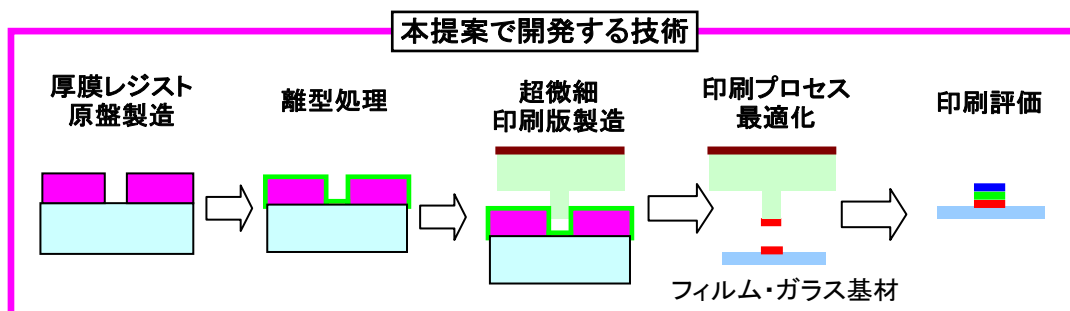 本提案で開発する技術
厚膜レジスト
原盤製造
離型処理
超微細
印刷版製造
印刷プロセス
最適化
印刷評価
フィルム・ガラス基材